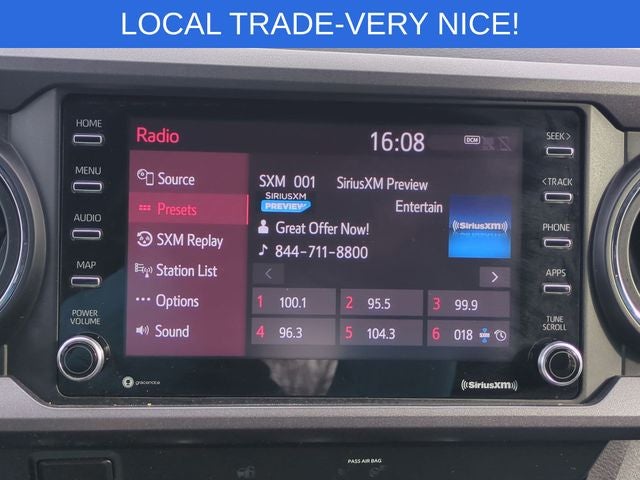 LOCAL TRADE-VERY NICE!
HOME
MENU
AUDIO
MAP
POWER
VOLUME
Radio
16:08
DCM
Source
Presets
SXM Replay
Station List
Options
Sound
SXM 001 SiriusXM Preview
SIRIUSXM
PREVIEW
Entertain
Great Offer Now!
844-711-8800
((SiriusXM))
<
>
1 100.1 2 95.5 3 99.9
4 96.3 5 104.3 6 018
SEEK >
< TRACK
PHONE
APPS
TUNE
SCROLL
gracenote
((SiriusXM))
PASS AIR BAG